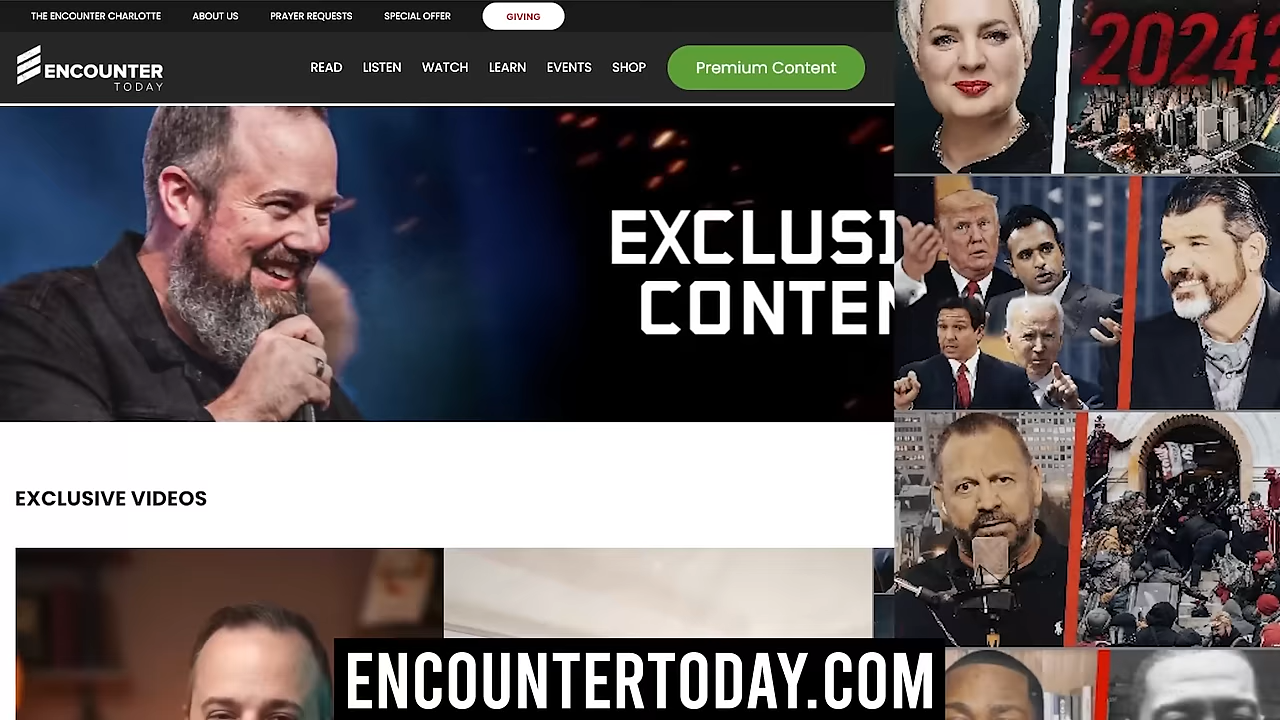 THE ENCOUNTER CHARLOTTE ABOUT US PRAYER REQUESTS SPECIAL OFFER GIVING
ENCOUNTER
TODAY
READ LISTEN WATCH LEARN EVENTS SHOP Premium Content
2024?
EXCLUSI
CONTEN
EXCLUSIVE VIDEOS
ENCOUNTERTODAY.COM